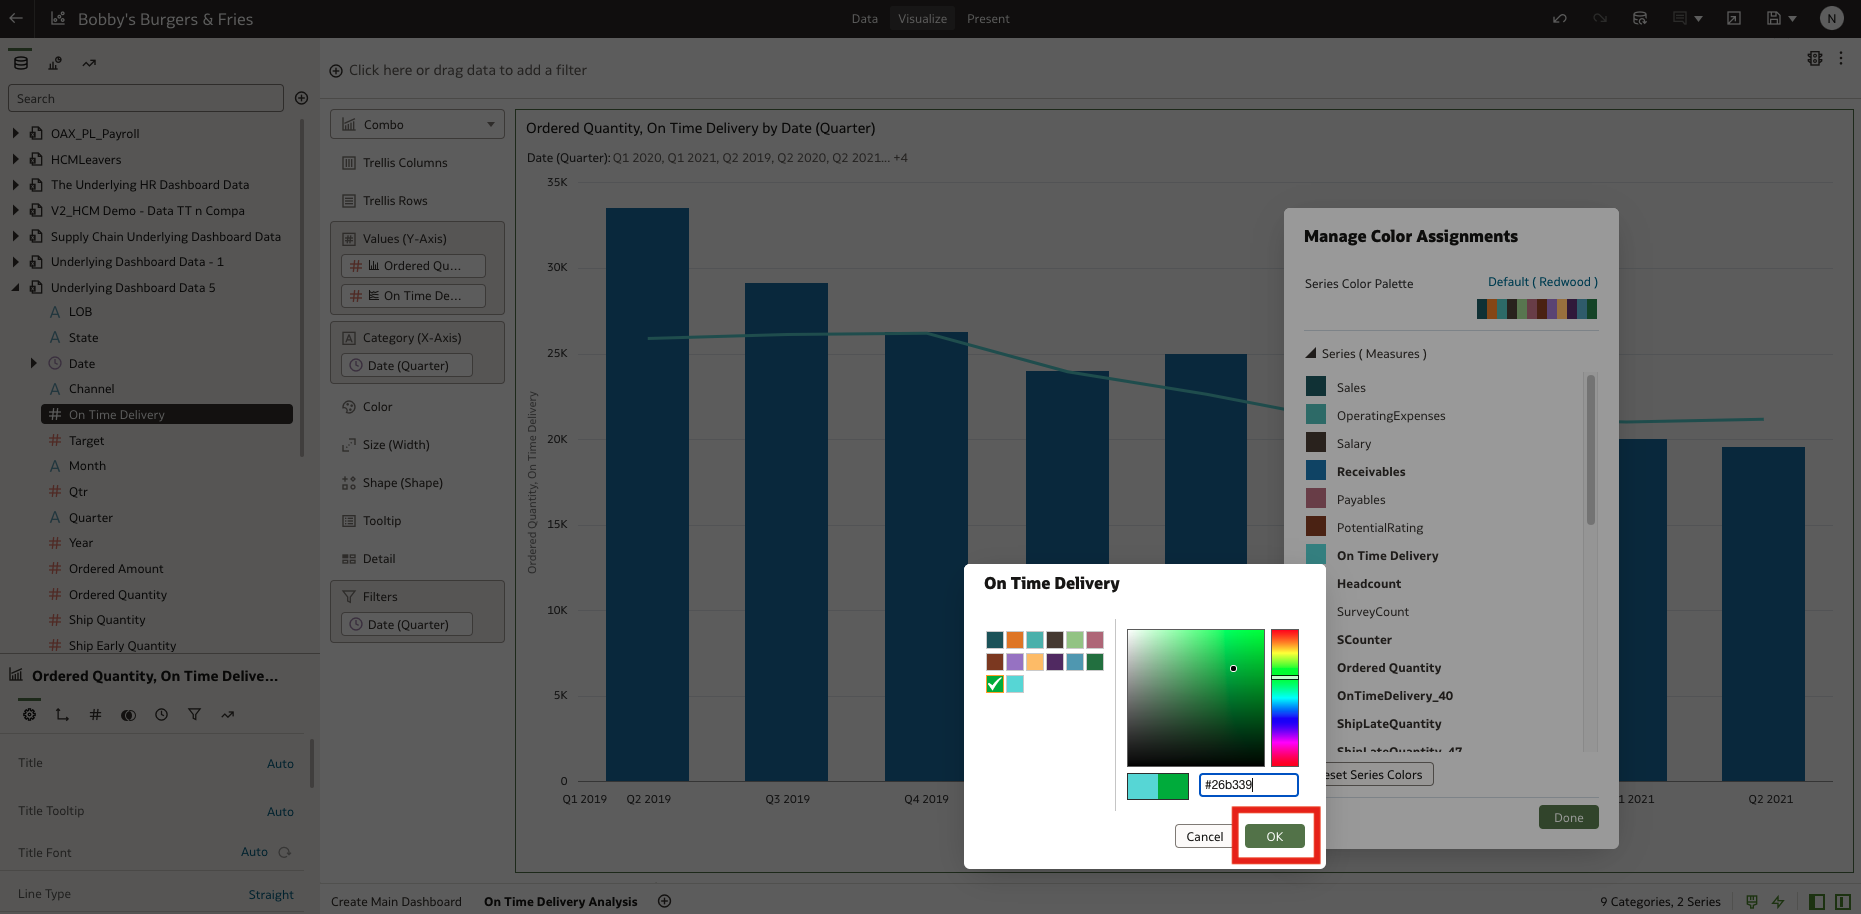 Bobby's Burgers & Fries
Data
Visualize
Present
N
Search
Click here or drag data to add a filter
OAX_PL_Payroll
HCMLeavers
The Underlying HR Dashboard Data
V2_HCM Demo - Data TT n Compa
Supply Chain Underlying Dashboard Data
Underlying Dashboard Data - 1
Underlying Dashboard Data 5
LOB
State
Date
Channel
On Time Delivery
Target
Month
Qtr
Quarter
Year
Ordered Amount
Ordered Quantity
Ship Quantity
Ship Early Quantity
Ordered Quantity, On Time Delive...
Title
Auto
Title Tooltip
Auto
Title Font
Auto
Line Type
Straight
Combo
Trellis Columns
Trellis Rows
Values (Y-Axis)
Ordered Qu...
On Time De...
Category (X-Axis)
Date (Quarter)
Color
Size (Width)
Shape (Shape)
Tooltip
Detail
Filters
Date (Quarter)
Ordered Quantity, On Time Delivery by Date (Quarter)
Date (Quarter): Q1 2020, Q1 2021, Q2 2019, Q2 2020, Q2 2021... +4
Ordered Quantity, On Time Delivery
35K
30K
25K
20K
15K
10K
5K
0
Q1 2019
Q2 2019
Q3 2019
Q4 2019
1 2021
Q2 2021
Manage Color Assignments
Series Color Palette
Default ( Redwood )
Series ( Measures )
Sales
OperatingExpenses
Salary
Receivables
Payables
PotentialRating
On Time Delivery
Headcount
SurveyCount
SCounter
Ordered Quantity
OnTimeDelivery_40
ShipLateQuantity
ShipLateQuantity_47
eset Series Colors
Done
On Time Delivery
#26b339
Cancel
OK
Create Main Dashboard
On Time Delivery Analysis
9 Categories, 2 Series